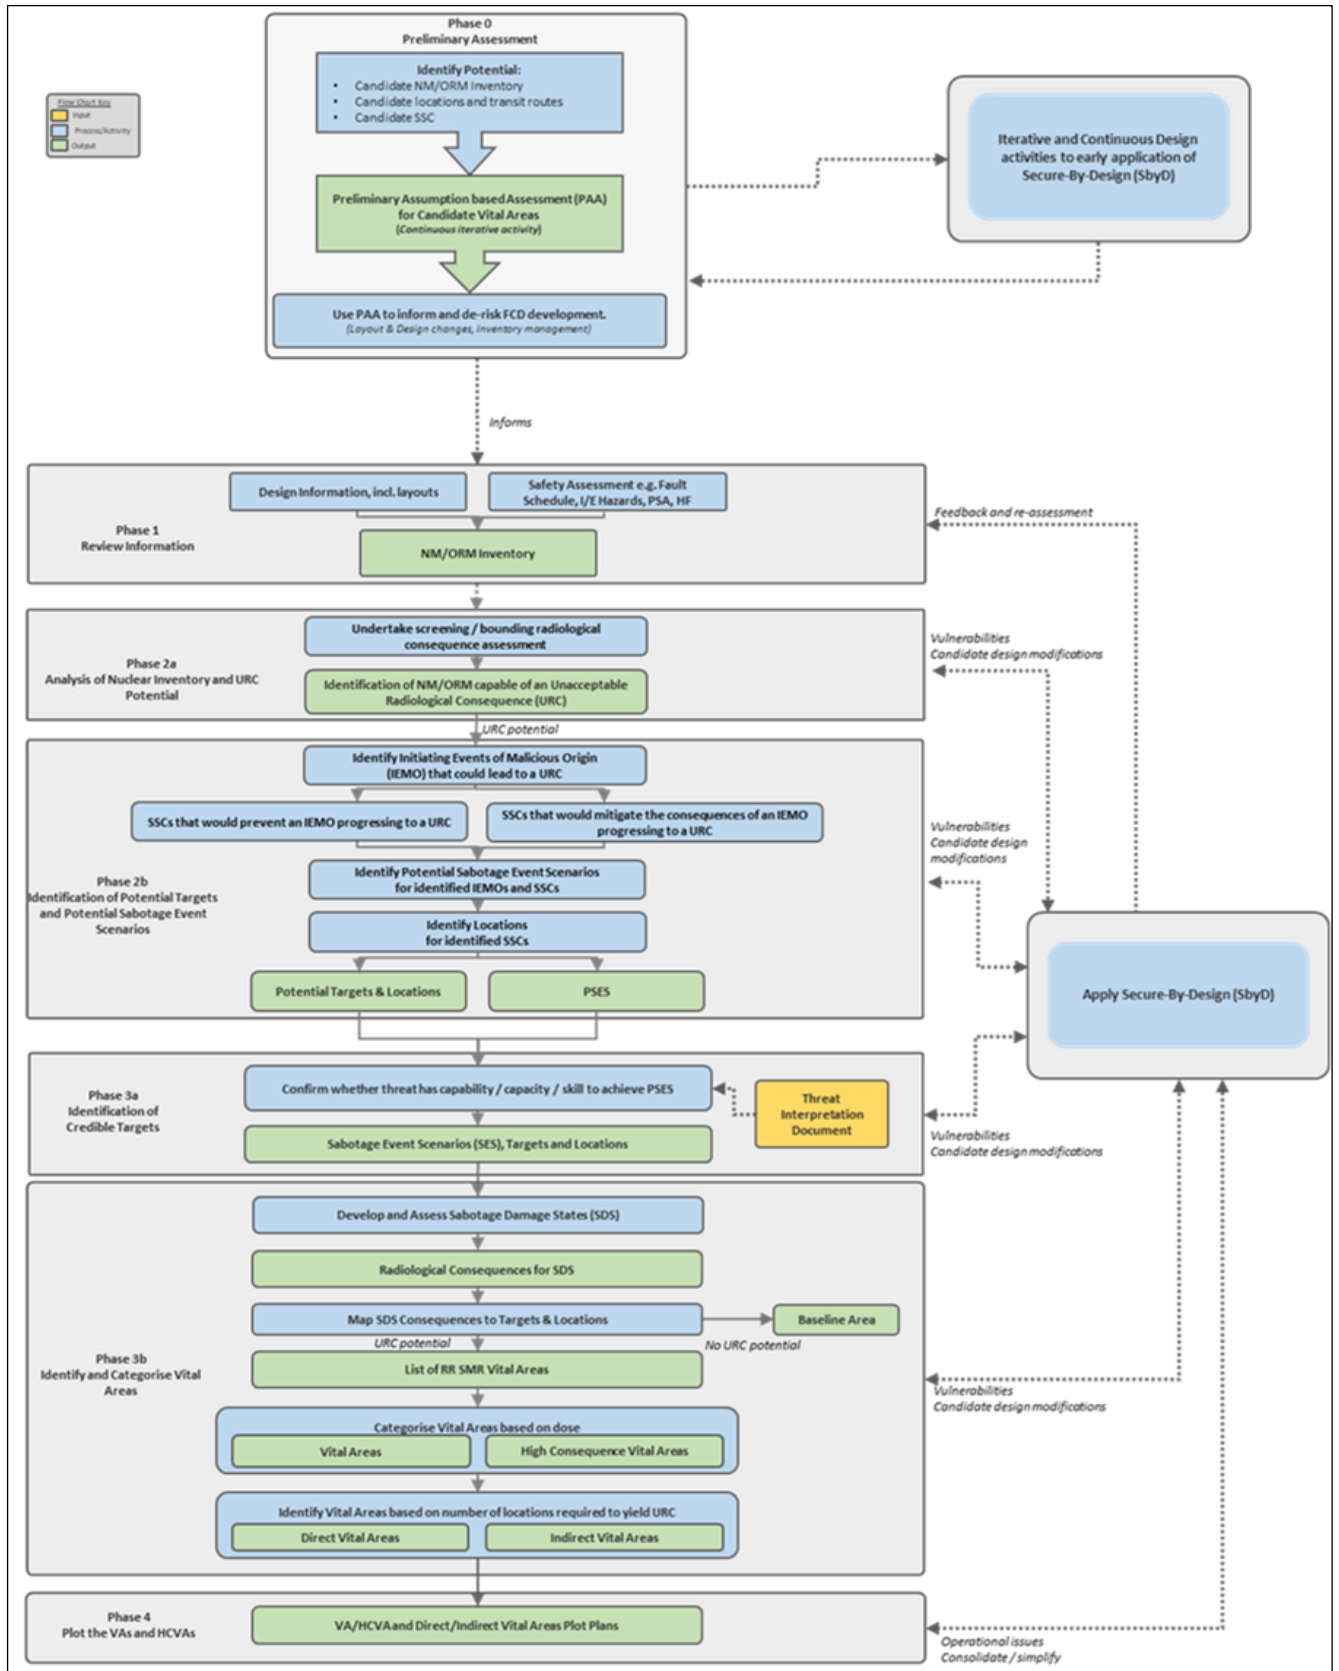 Phase 0
Preliminary Assessment
Identify Potential:
• Candidate NM/ORM Inventory
• Candidate locations and transit routes
• Candidate SSC
Flow Chart Key
Input
Process/Activity
Output
Iterative and Continuous Design
activities to early application of
Secure-By-Design (SbyD)
Preliminary Assumption based Assessment (PAA)
for Candidate Vital Areas
(Continuous iterative activity)
Use PAA to inform and de-risk FCD development.
(Layout & Design changes, Inventory management)
Informs
Phase 1
Review Information
Design Information, incl. layouts
Safety Assessment e.g. Fault
Schedule, I/E Hazards, PSA, HF
NM/ORM Inventory
Feedback and re-assessment
Phase 2a
Analysis of Nuclear Inventory and URC
Potential
Undertake screening / bounding radiological
consequence assessment
Identification of NM/ORM capable of an Unacceptable
Radiological Consequence (URC)
Vulnerabilities
Candidate design modifications
URC potential
Phase 2b
Identification of Potential Targets
and Potential Sabotage Event
Scenarios
Identify Initiating Events of Malicious Origin
(IEMO) that could lead to a URC
SSCs that would prevent an IEMO progressing to a URC
SSCs that would mitigate the consequences of an IEMO
progressing to a URC
Identify Potential Sabotage Event Scenarios
for identified IEMOs and SSCs
Identify Locations
for identified SSCs
Potential Targets & Locations
PSES
Vulnerabilities
Candidate design
modifications
Apply Secure-By-Design (SbyD)
Phase 3a
Identification of
Credible Targets
Confirm whether threat has capability / capacity / skill to achieve PSES
Threat
Interpretation
Document
Sabotage Event Scenarios (SES), Targets and Locations
Vulnerabilities
Candidate design modifications
Phase 3b
Identify and Categorise Vital
Areas
Develop and Assess Sabotage Damage States (SDS)
Radiological Consequences for SDS
Map SDS Consequences to Targets & Locations
Baseline Area
URC potential
No URC potential
List of RR SMR Vital Areas
Categorise Vital Areas based on dose
Vital Areas
High Consequence Vital Areas
Identify Vital Areas based on number of locations required to yield URC
Direct Vital Areas
Indirect Vital Areas
Vulnerabilities
Candidate design modifications
Phase 4
Plot the VAs and HCVAs
VA/HCVA and Direct/Indirect Vital Areas Plot Plans
Operational issues
Consolidate / simplify